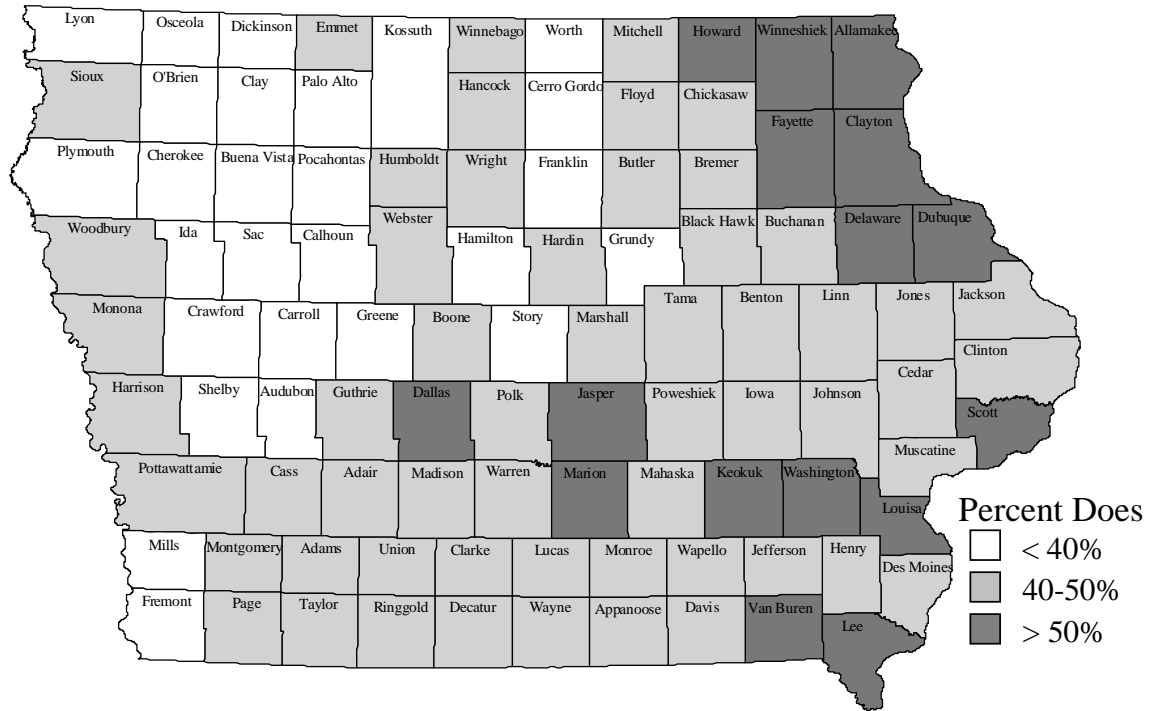 Lyon Osceola Dickinson Emmet Kossuth Winnebago Worth Mitchell Howard Winneshiek Allamakee
Sioux O'Brien Clay Palo Alto Hancock Cerro Gordo Floyd Chickasaw Fayette Clayton
Plymouth Cherokee Buena Vista Pocahontas Humboldt Wright Franklin Butler Bremer
Woodbury Ida Sac Calhoun Webster Hamilton Hardin Grundy Black Hawk Buchanan Delaware Dubuque
Monona Crawford Carroll Greene Boone Story Marshall Tama Benton Linn Jones Jackson
Clinton
Harrison Shelby Audubon Guthrie Dallas Polk Jasper Poweshiek Iowa Johnson Cedar
Scott
Pottawattamie Cass Adair Madison Warren Marion Mahaska Keokuk Washington Muscatine
Louisa
Mills Montgomery Adams Union Clarke Lucas Monroe Wapello Jefferson Henry Des Moines
Fremont Page Taylor Ringgold Decatur Wayne Appanoose Davis Van Buren Lee
Percent Does
< 40%
40-50%
> 50%